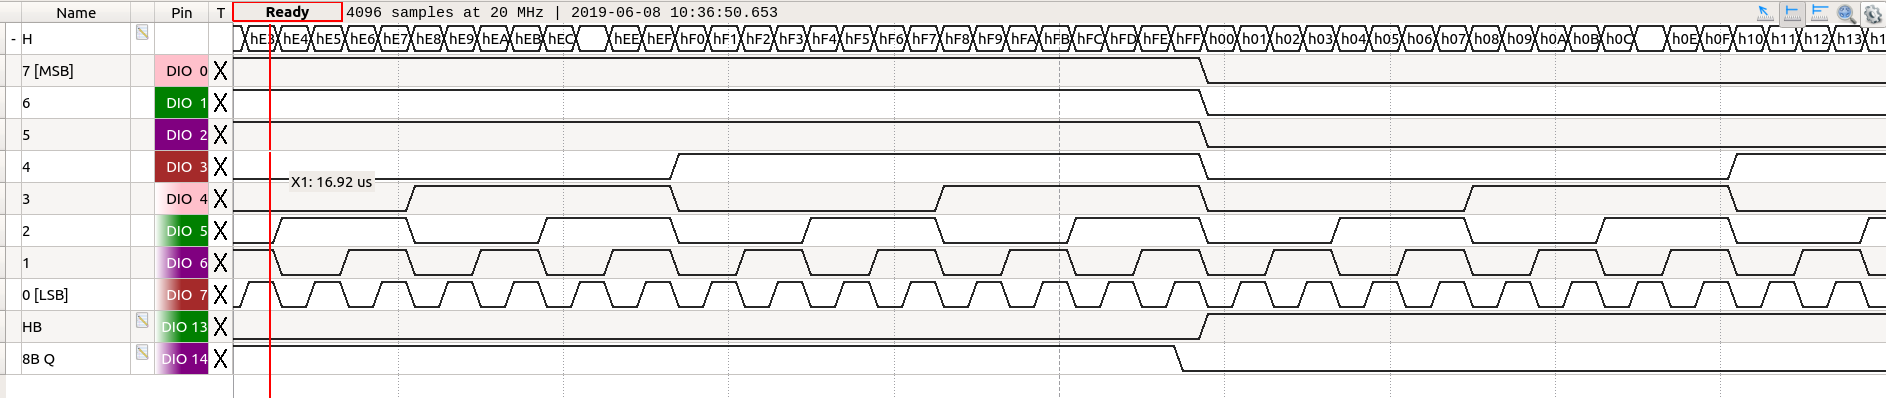 Name Pin T Ready 4096 samples at 20 MHz | 2019-06-08 10:36:50.653
- H hE3 hE4 hE5 hE6 hE7 hE8 hE9 hEA hEB hEC hEE hEF hF0 hF1 hF2 hF3 hF4 hF5 hF6 hF7 hF8 hF9 hFA hFB hFC hFD hFE hFF h00 h01 h02 h03 h04 h05 h06 h07 h08 h09 h0A h0B h0C h0E h0F h10 h11 h12 h13 h1
7 [MSB] DIO 0 X
6 DIO 1 X
5 DIO 2 X
4 DIO 3 X
X1: 16.92 us
3 DIO 4 X
2 DIO 5 X
1 DIO 6 X
0 [LSB] DIO 7 X
HB DIO 13 X
8B Q DIO 14 X